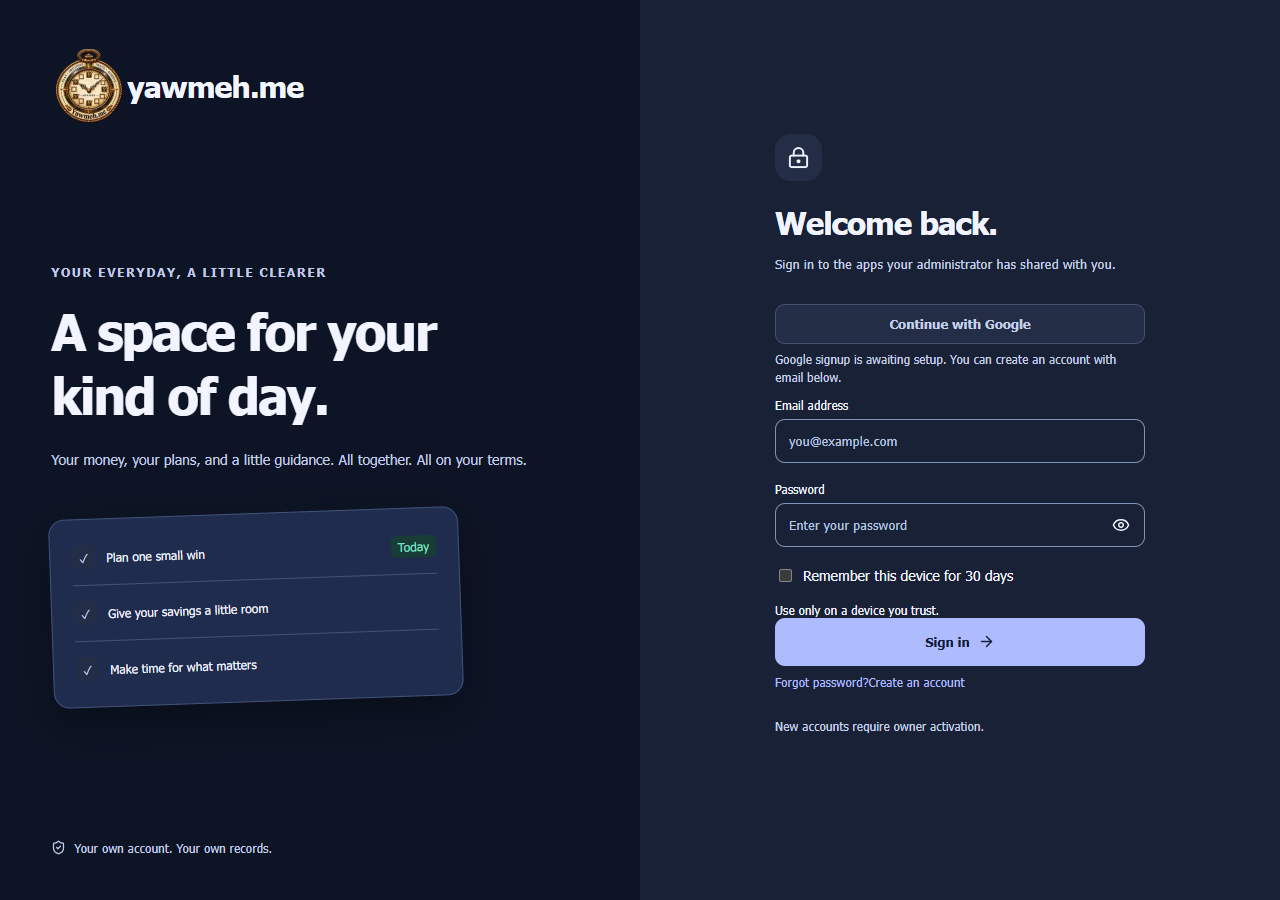 yawmeh.me
YOUR EVERYDAY, A LITTLE CLEARER
A space for your
kind of day.
Your money, your plans, and a little guidance. All together. All on your terms.
✓ Plan one small win Today
✓ Give your savings a little room
✓ Make time for what matters
Your own account. Your own records.
Welcome back.
Sign in to the apps your administrator has shared with you.
Continue with Google
Google signup is awaiting setup. You can create an account with
email below.
Email address
you@example.com
Password
Enter your password
Remember this device for 30 days
Use only on a device you trust.
Sign in →
Forgot password?Create an account
New accounts require owner activation.